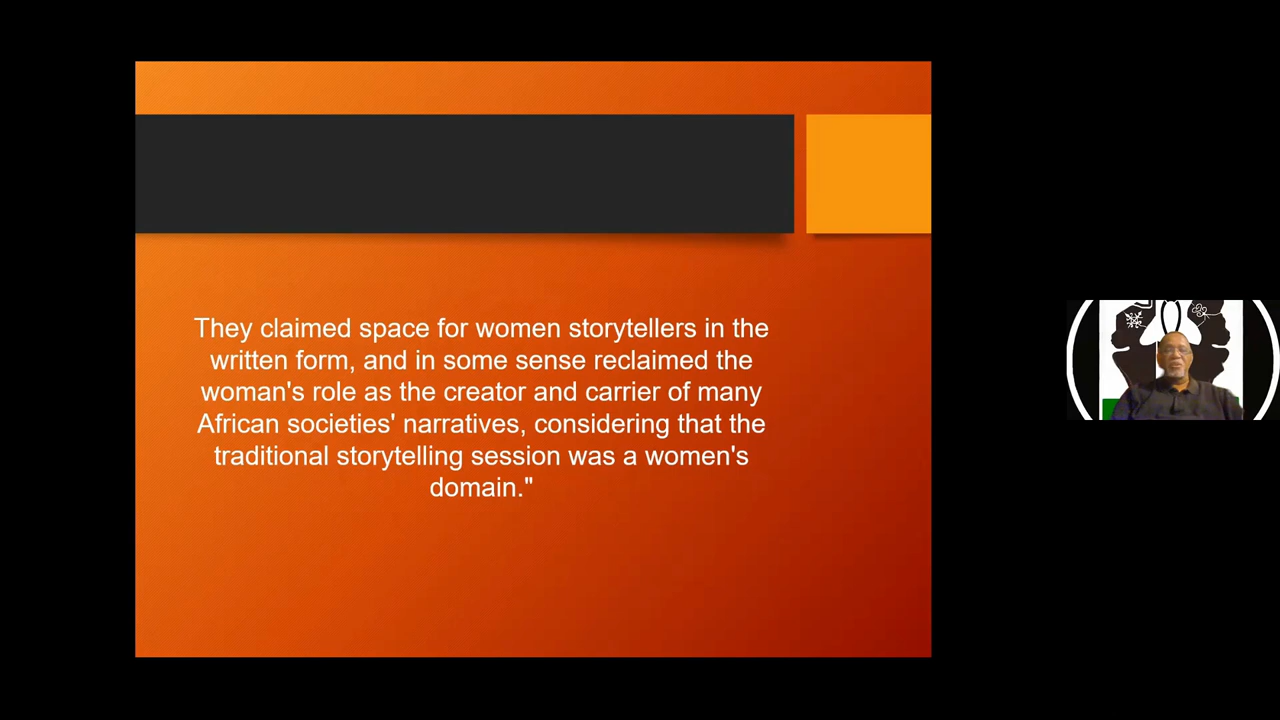 They claimed space for women storytellers in the
written form, and in some sense reclaimed the
woman's role as the creator and carrier of many
African societies' narratives, considering that the
traditional storytelling session was a women's
domain."